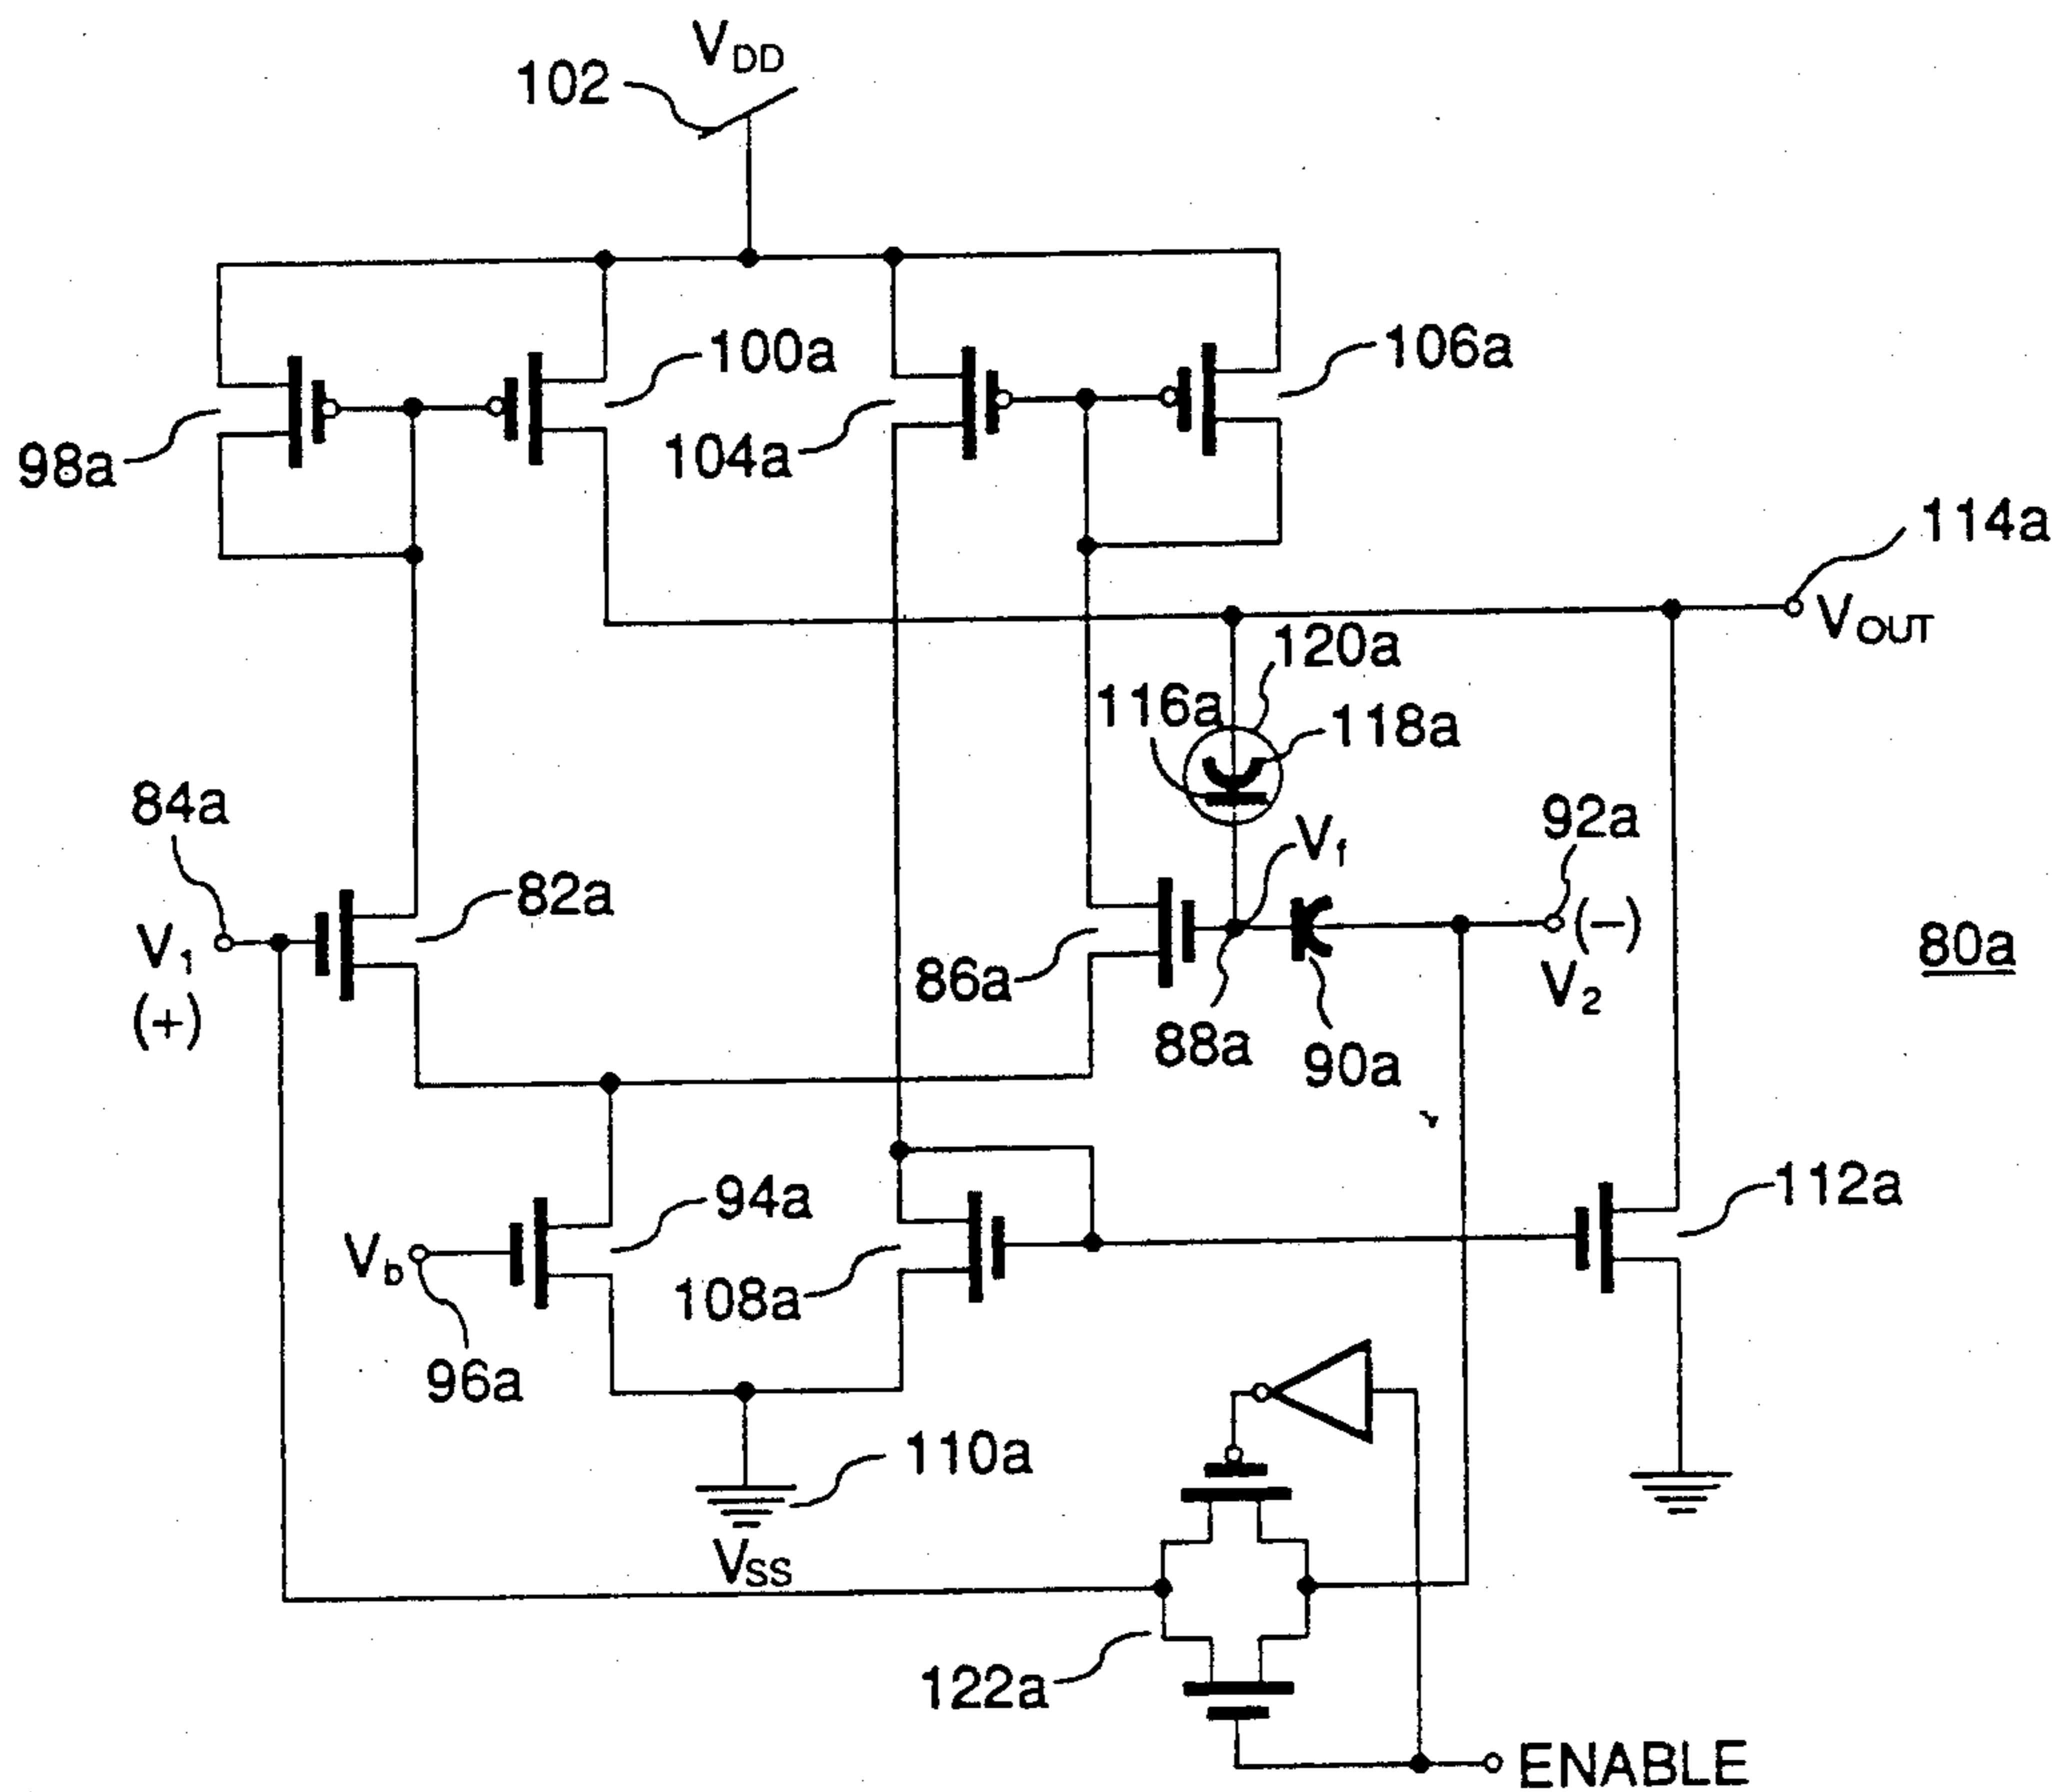 VDD
102
100a
106a
98a
104a
114a
VOUT
120a
116a
118a
84a
92a
Vf
82a
V1
(+)
(−)
V2
80a
86a
88a
90a
94a
112a
Vb
108a
96a
110a
VSS
122a
ENABLE